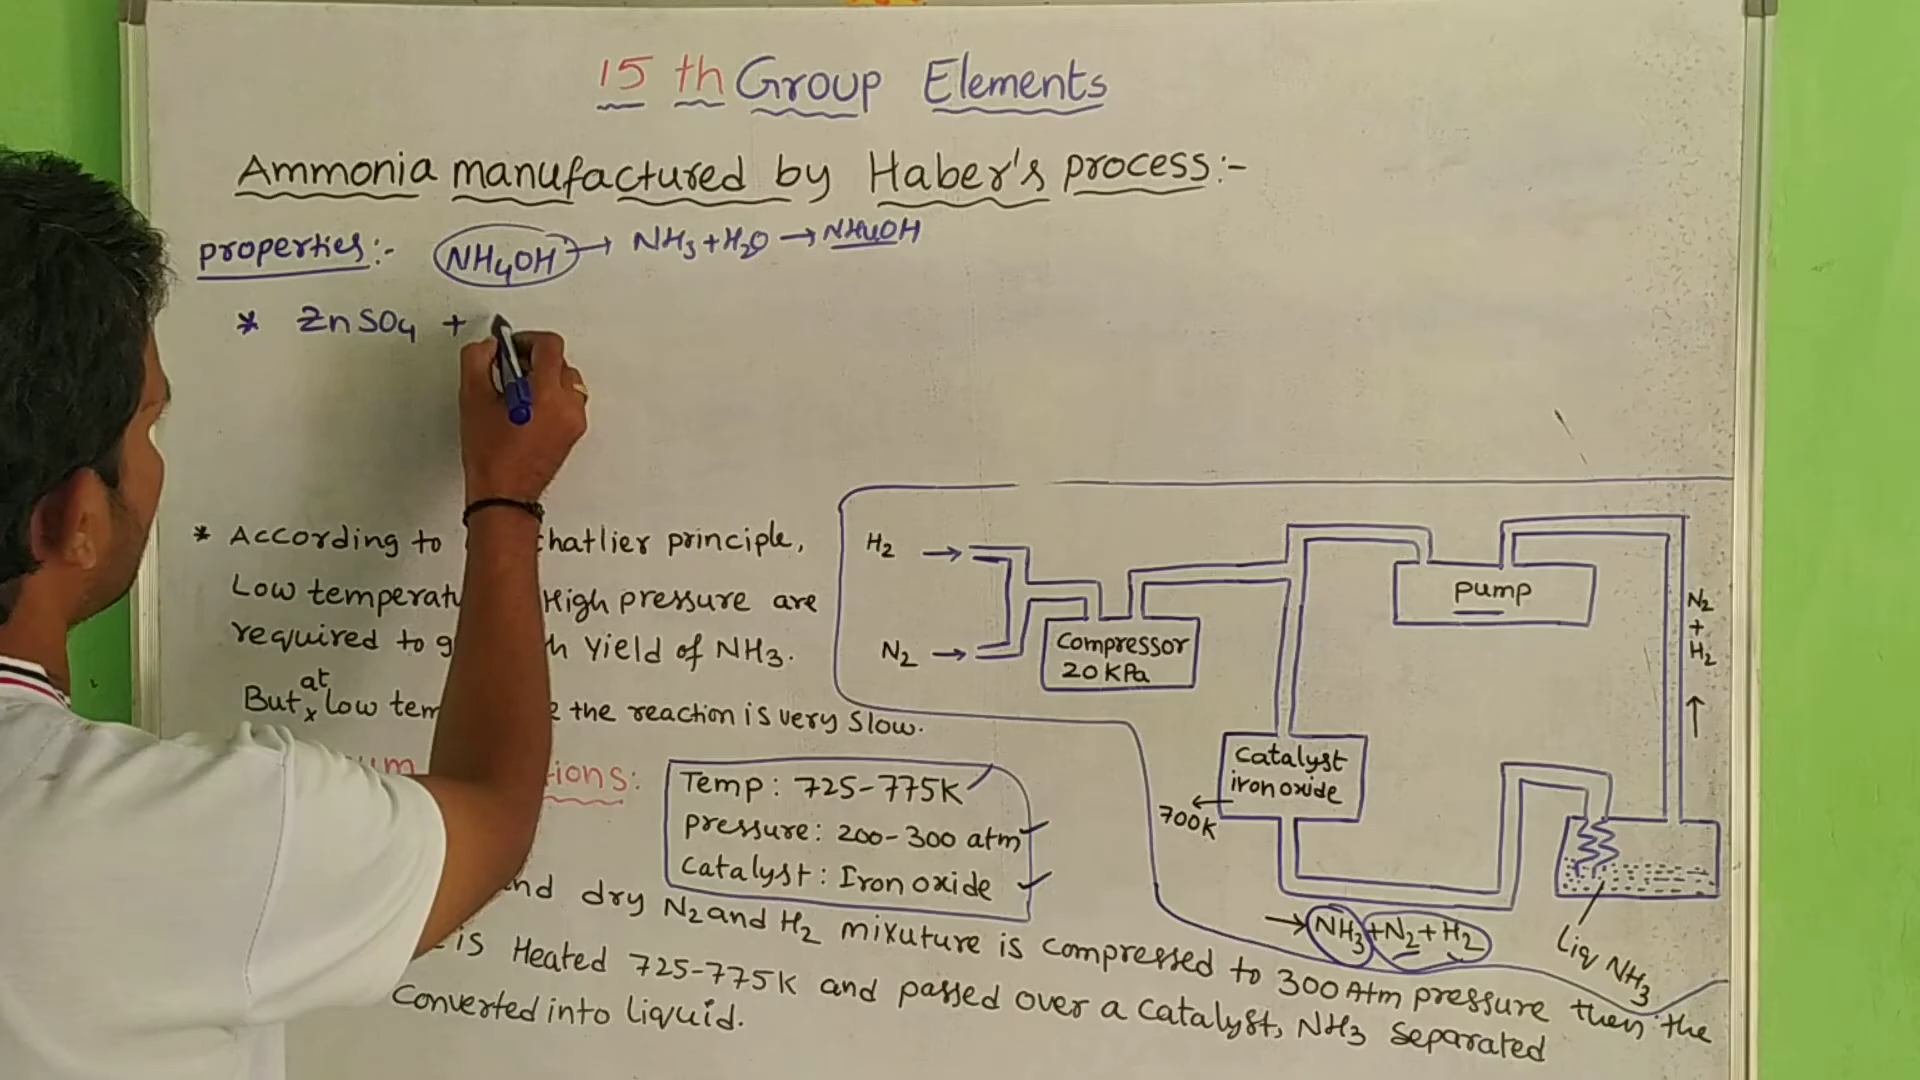 15 th Group Elements
Ammonia manufactured by Haber's process:-
properties:- NH4OH → NH3+H2O → NH4OH
* ZnSO4 +
* According to chatlier principle,
Low temperatu High pressure are
required to g h Yield of NH3.
But x at low tem e the reaction is very slow.
um ions:
Temp: 725-775K
pressure: 200-300 atm
catalyst: Iron oxide
nd dry N2 and H2 mixuture is compressed to 300 Atm pressure then the
is Heated 725-775K and passed over a catalyst, NH3 separated
converted into liquid.
H2 →
N2 →
Compressor
20 KPa
pump
N2
+
H2
↑
catalyst
iron oxide
700K
→ NH3+N2+H2
Liq NH3